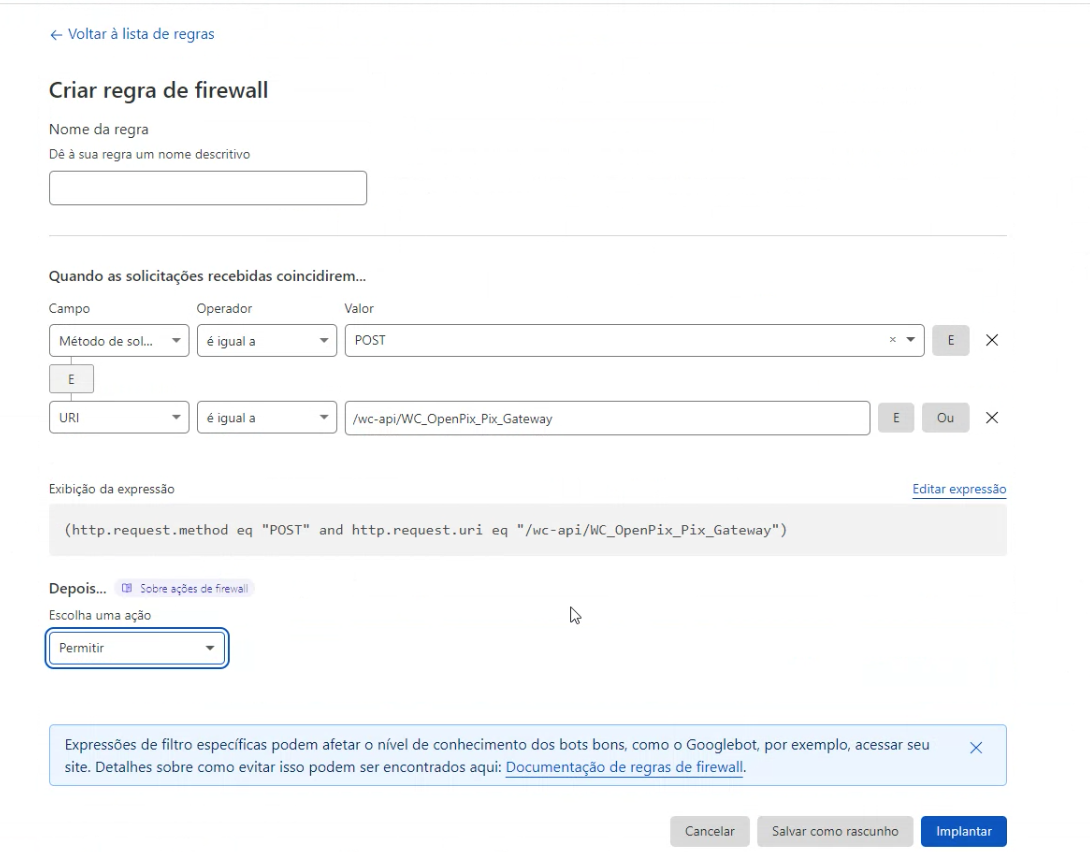 ← Voltar à lista de regras
Criar regra de firewall
Nome da regra
Dê à sua regra um nome descritivo
Quando as solicitações recebidas coincidirem...
Campo Operador Valor
Método de sol... é igual a POST × E
E
URI é igual a /wc-api/WC_OpenPix_Pix_Gateway E Ou
Exibição da expressão Editar expressão
(http.request.method eq "POST" and http.request.uri eq "/wc-api/WC_OpenPix_Pix_Gateway")
Depois... Sobre ações de firewall
Escolha uma ação
Permitir
Expressões de filtro específicas podem afetar o nível de conhecimento dos bots bons, como o Googlebot, por exemplo, acessar seu
site. Detalhes sobre como evitar isso podem ser encontrados aqui: Documentação de regras de firewall.
Cancelar Salvar como rascunho Implantar